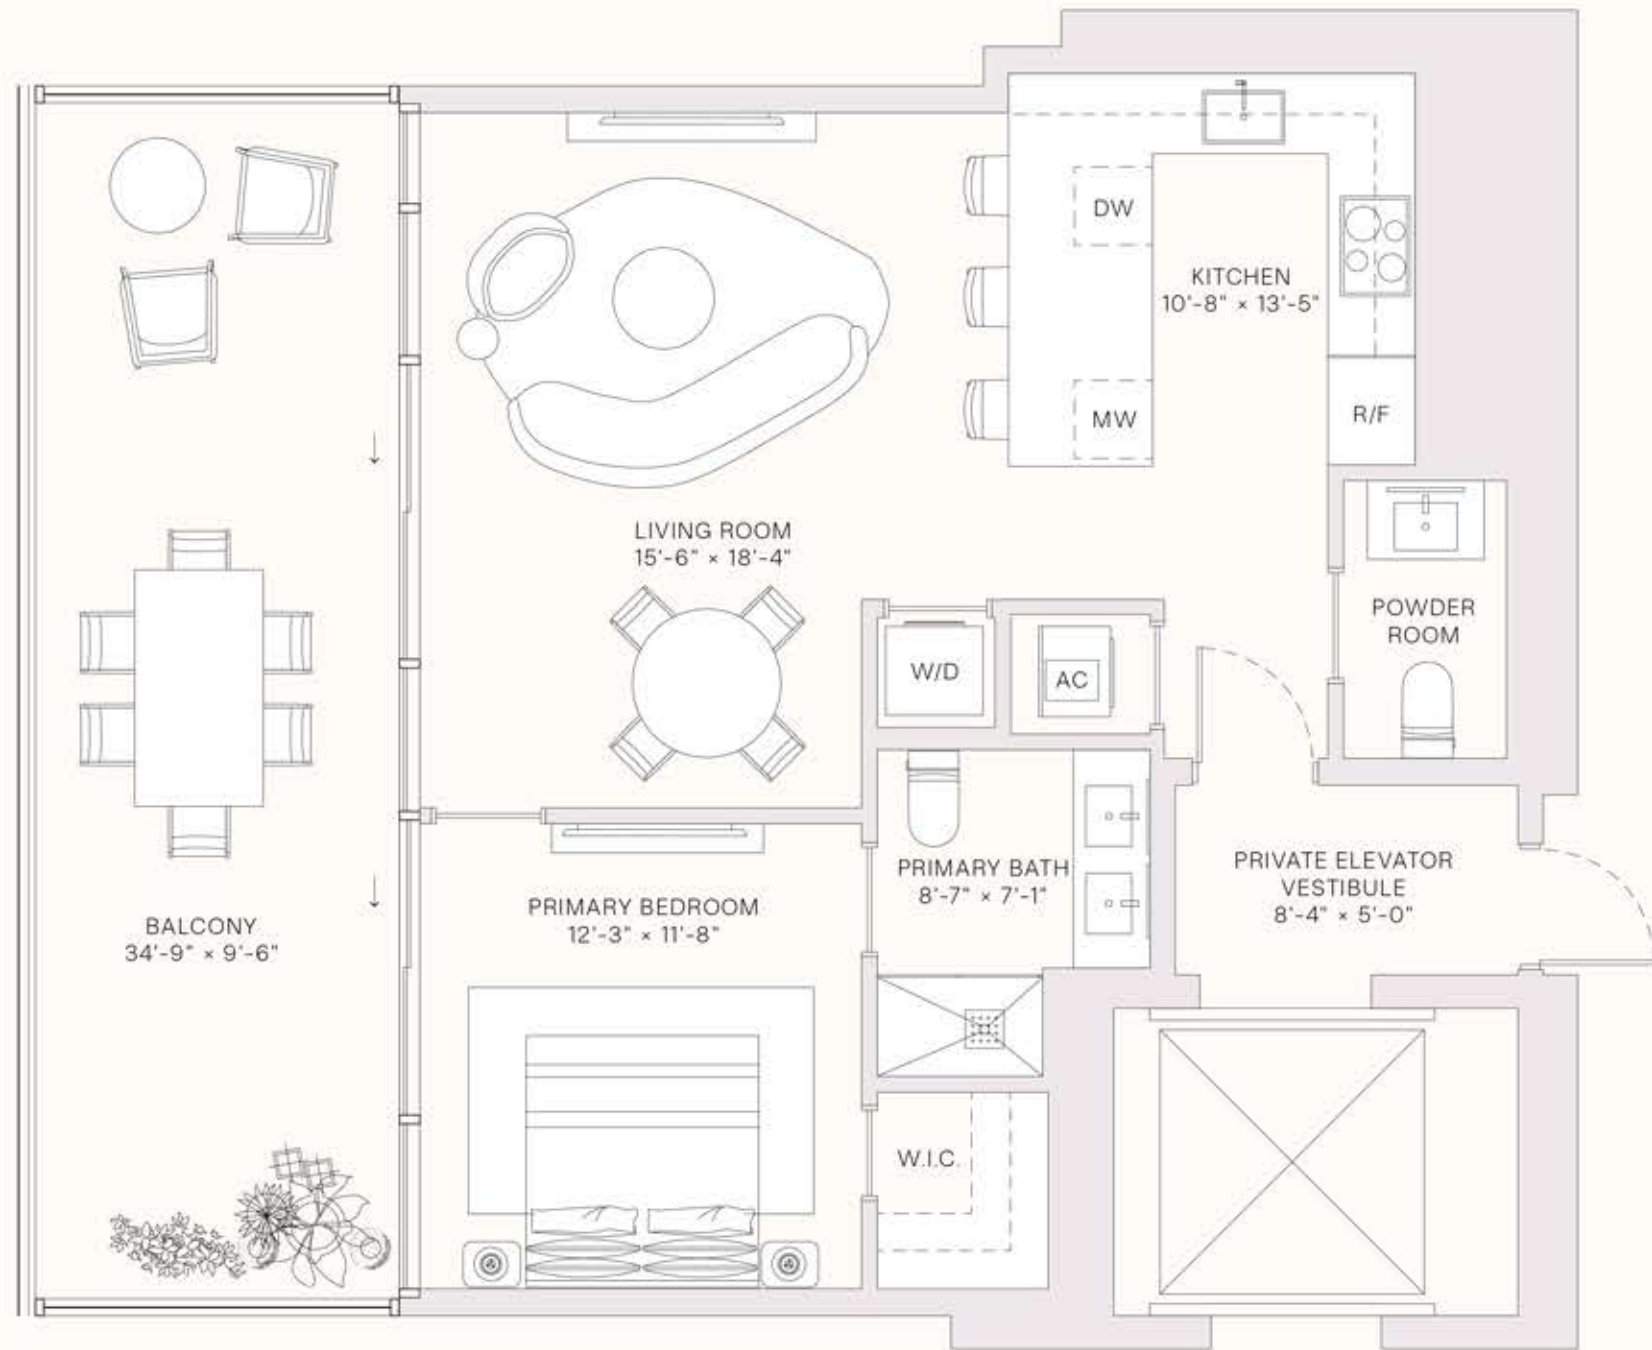 DW
KITCHEN
10'-8" × 13'-5"
MW
R/F
LIVING ROOM
15'-6" × 18'-4"
POWDER
ROOM
W/D
AC
PRIMARY BATH
8'-7" × 7'-1"
PRIVATE ELEVATOR
VESTIBULE
8'-4" × 5'-0"
PRIMARY BEDROOM
12'-3" × 11'-8"
BALCONY
34'-9" × 9'-6"
W.I.C.